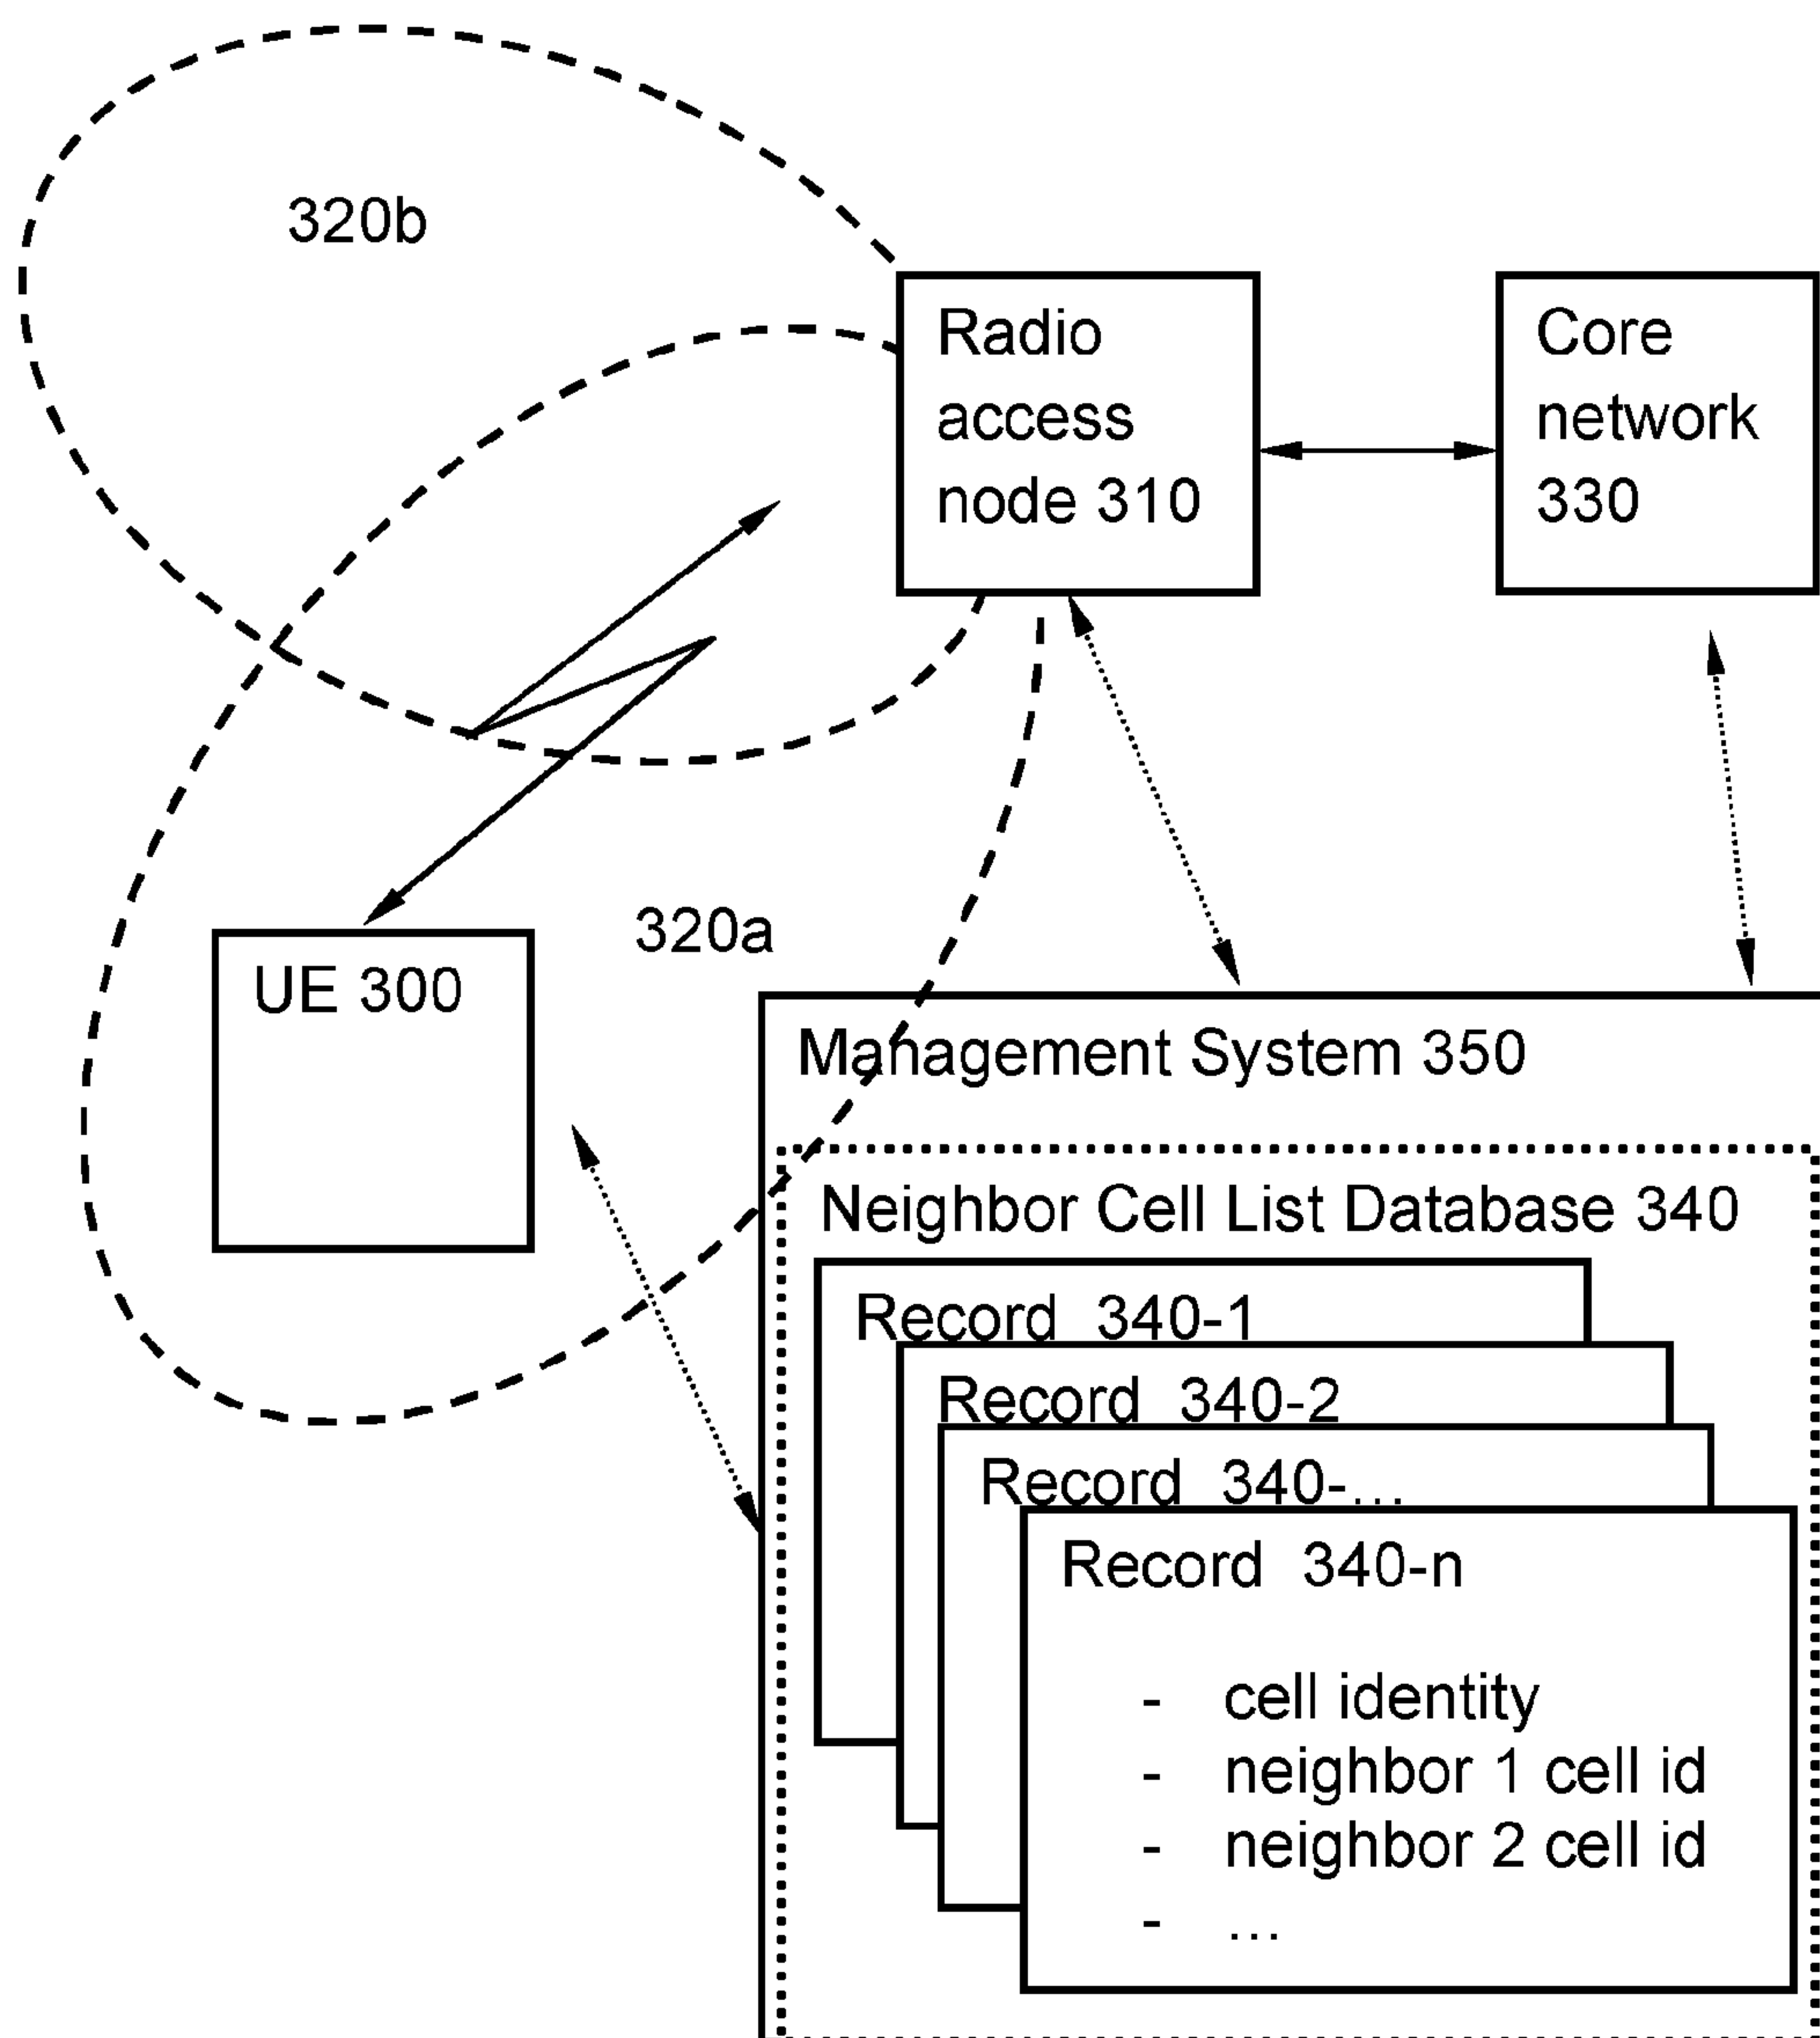 320b
Radio
access
node 310
Core
network
330
320a
UE 300
Management System 350
Neighbor Cell List Database 340
Record 340-1
Record 340-2
Record 340-...
Record 340-n
- cell identity
- neighbor 1 cell id
- neighbor 2 cell id
- ...